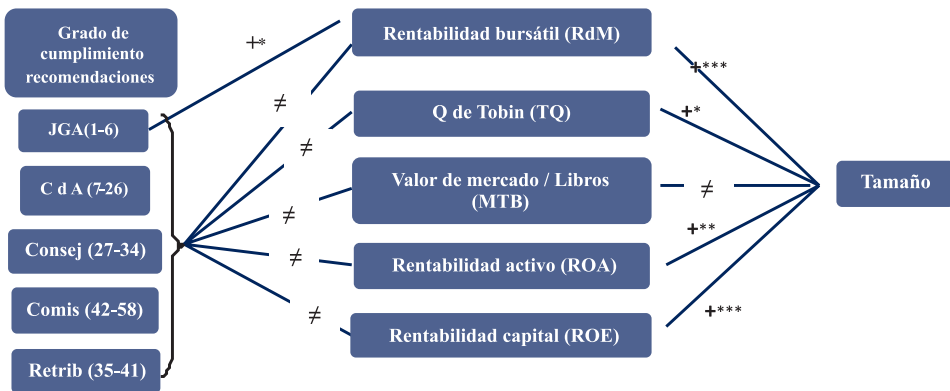 Grado de
cumplimiento
recomendaciones
JGA(1-6)
C d A (7-26)
Consej (27-34)
Comis (42-58)
Retrib (35-41)
+*
≠
≠
≠
≠
≠
Rentabilidad bursátil (RdM)
Q de Tobin (TQ)
Valor de mercado / Libros
(MTB)
Rentabilidad activo (ROA)
Rentabilidad capital (ROE)
+***
+*
≠
+**
+***
Tamaño